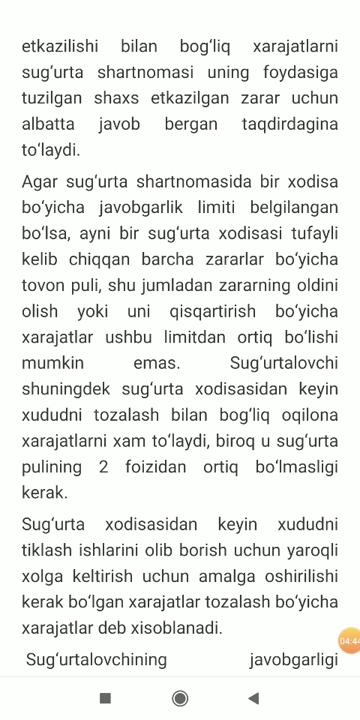 etkazilishi bilan bog‘liq xarajatlarni
sug‘urta shartnomasi uning foydasiga
tuzilgan shaxs etkazilgan zarar uchun
albatta javob bergan taqdirdagina
to‘laydi.
Agar sug‘urta shartnomasida bir xodisa
bo‘yicha javobgarlik limiti belgilangan
bo‘lsa, ayni bir sug‘urta xodisasi tufayli
kelib chiqqan barcha zararlar bo‘yicha
tovon puli, shu jumladan zararning oldini
olish yoki uni qisqartirish bo‘yicha
xarajatlar ushbu limitdan ortiq bo‘lishi
mumkin emas. Sug‘urtalovchi
shuningdek sug‘urta xodisasidan keyin
xududni tozalash bilan bog‘liq oqilona
xarajatlarni xam to‘laydi, biroq u sug‘urta
pulining 2 foizidan ortiq bo‘lmasligi
kerak.
Sug‘urta xodisasidan keyin xududni
tiklash ishlarini olib borish uchun yaroqli
xolga keltirish uchun amalga oshirilishi
kerak bo‘lgan xarajatlar tozalash bo‘yicha
xarajatlar deb xisoblanadi.
04:44
Sug‘urtalovchining javobgarligi